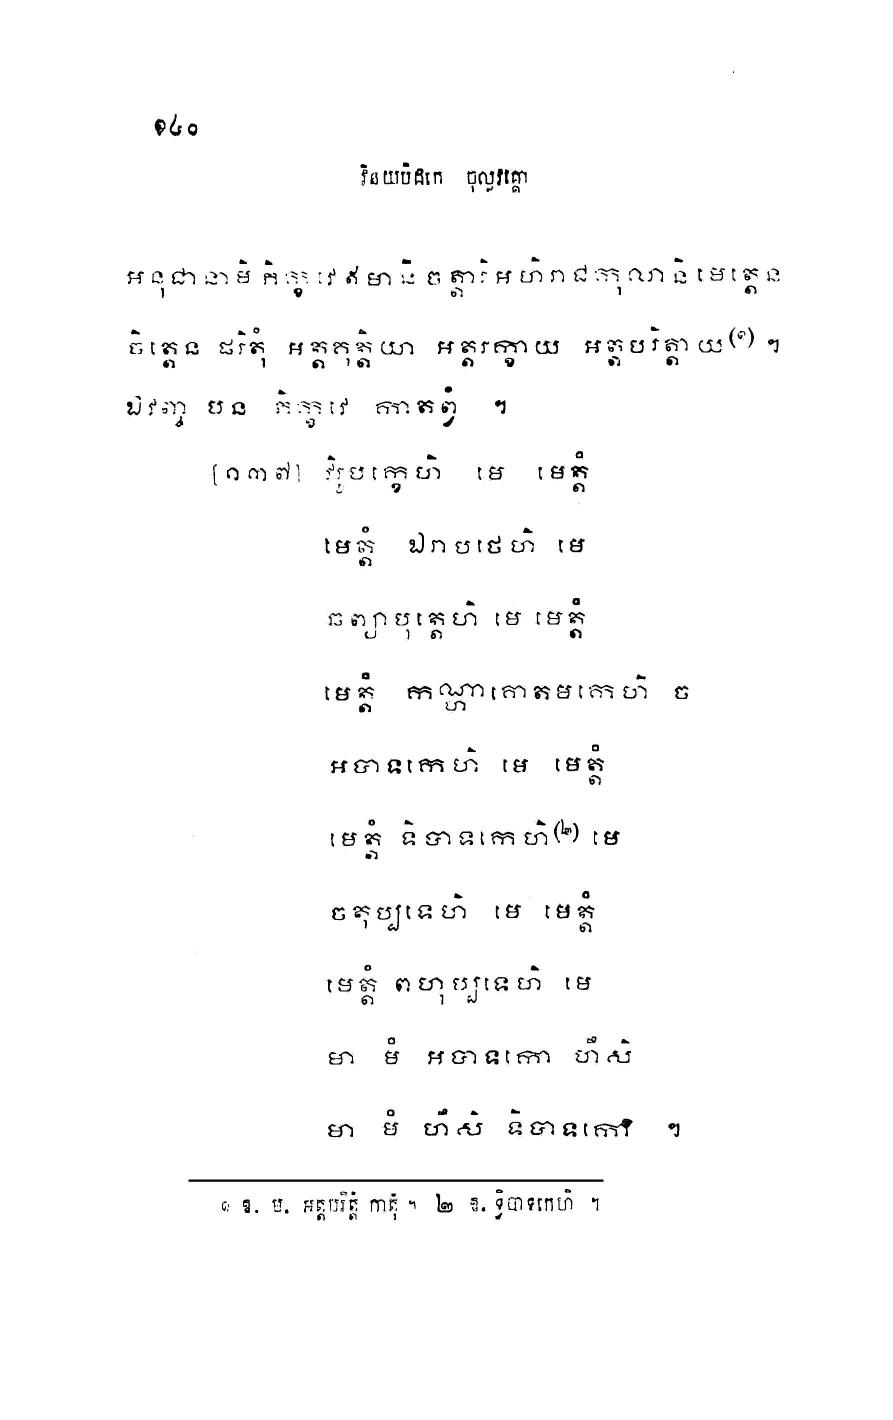 ១៤០
វិនយបិដកេ ចុល្លវគ្គោ
អនុជានាមិ ភិក្ខវេ ឥមានិ ចត្តារិ អហិរាជកុលានិ មេត្តេន
ចិត្តេន ផរិតុំ អត្តគុត្តិយា អត្តរក្ខាយ អត្តបរិត្តាយ(១) ។
ឯវញ្ច បន ភិក្ខវេ កាតព្វំ ។
[១៣៧] វិរូបក្ខេហិ មេ មេត្តំ
មេត្តំ ឯរាបថេហិ មេ
ឆព្យាបុត្តេហិ មេ មេត្តំ
មេត្តំ កណ្ហាគោតមកេហិ ច
អបាទកេហិ មេ មេត្តំ
មេត្តំ ទិបាទកេហិ(២) មេ
ចតុប្បទេហិ មេ មេត្តំ
មេត្តំ ពហុប្បទេហិ មេ
មា មំ អបាទកោ ហឹសិ
មា មំ ហឹសិ ទិបាទកោ ។
១ ឱ. ម. អត្តបរិត្តំ កាតុំ ។ ២ ឱ. ទ្វិបាទកេហិ ។